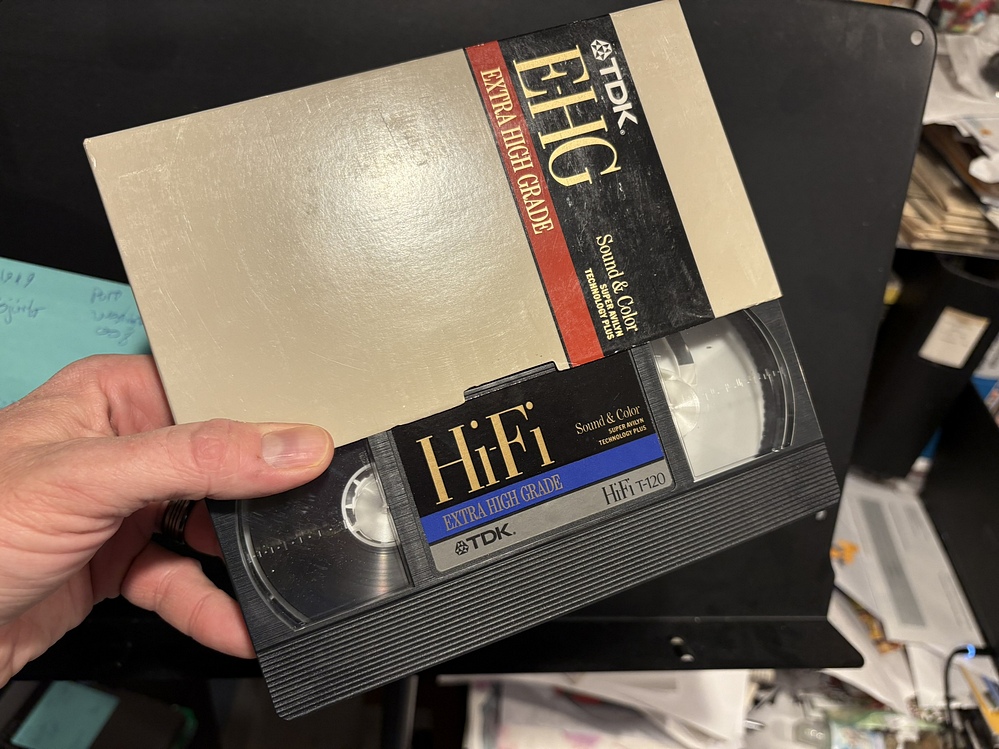 TDK®
E-HG
EXTRA HIGH GRADE
Sound & Color
SUPER AVILYN
TECHNOLOGY PLUS
HiFi
Sound & Color
SUPER AVILYN
TECHNOLOGY PLUS
EXTRA HIGH GRADE
HiFi T-120
TDK.